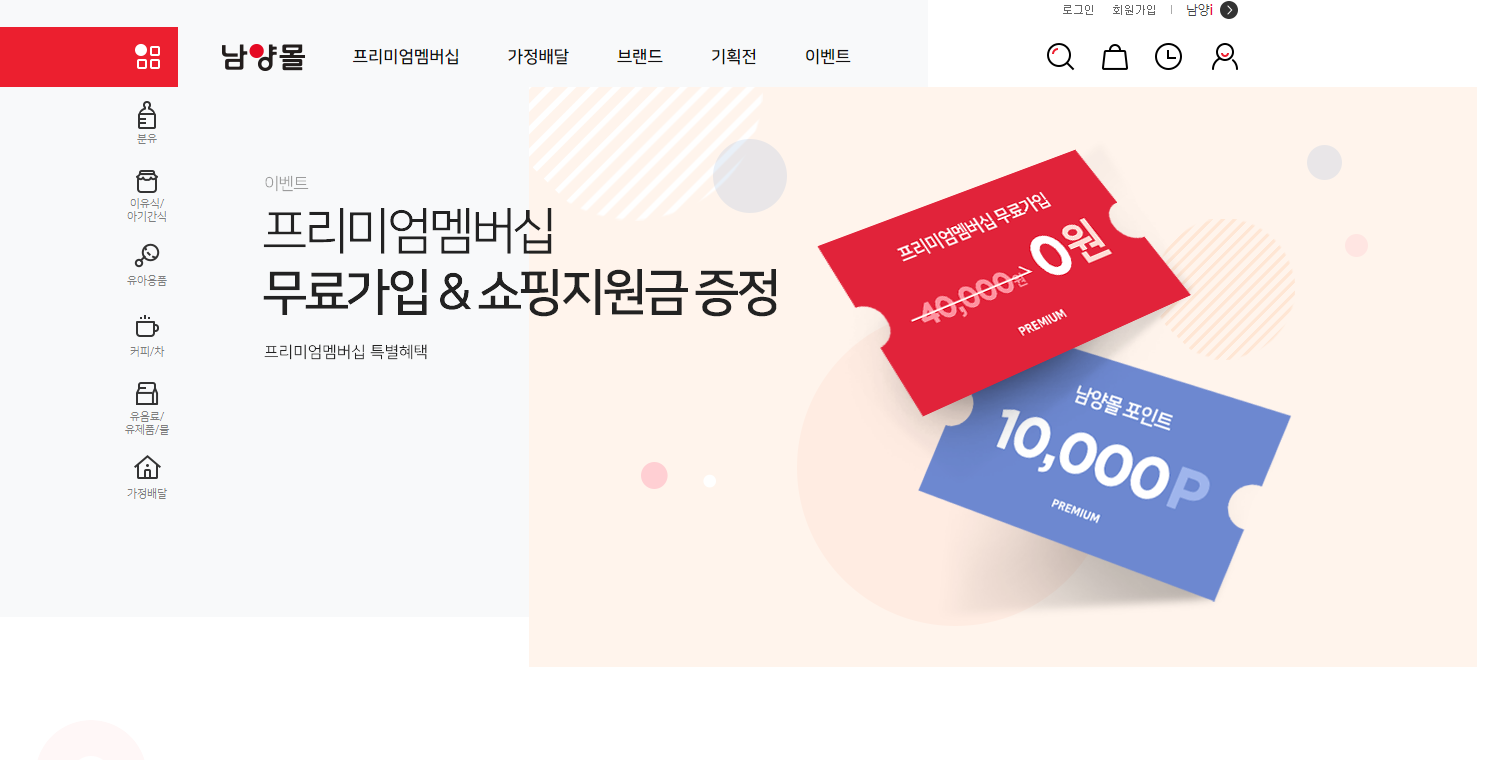 로그인 회원가입 남양i
남양몰 프리미엄멤버십 가정배달 브랜드 기획전 이벤트
분유
이유식/
아기간식
유아용품
커피/차
유음료/
유제품/물
가정배달
이벤트
프리미엄멤버십
무료가입 & 쇼핑지원금 증정
프리미엄멤버십 특별혜택
프리미엄멤버십 무료가입
40,000원 > 0원
PREMIUM
남양몰 포인트
10,000P
PREMIUM